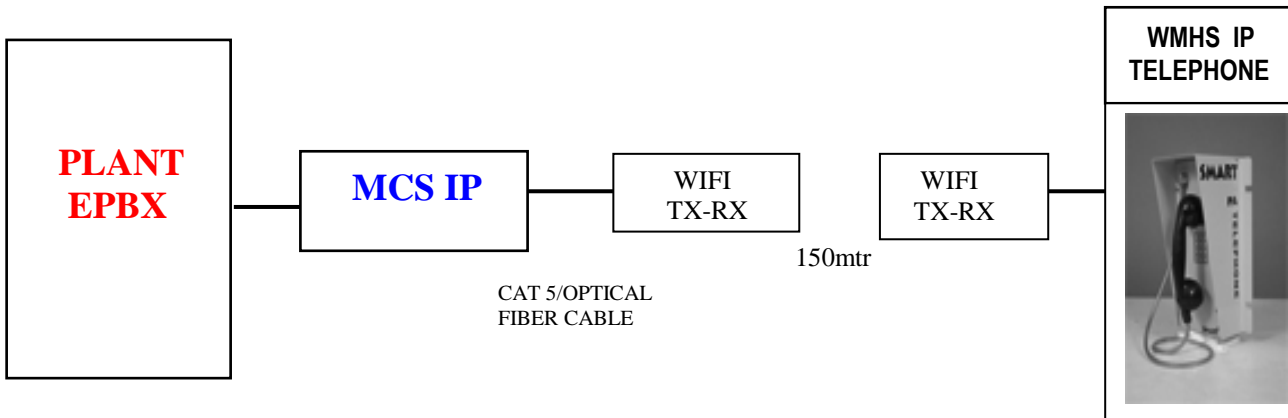 WMHS IP
TELEPHONE
PLANT
EPBX
MCS IP
WIFI
TX-RX
WIFI
TX-RX
150mtr
CAT 5/OPTICAL
FIBER CABLE
SMART
TELEPHONE